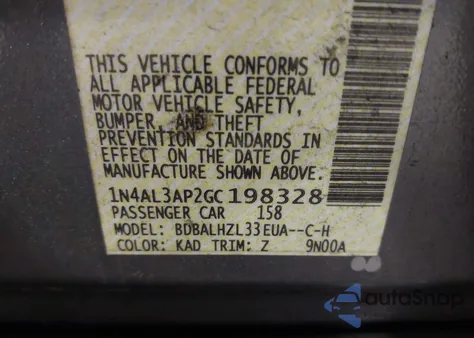 THIS VEHICLE CONFORMS TO
ALL APPLICABLE FEDERAL
MOTOR VEHICLE SAFETY,
BUMPER, AND THEFT
PREVENTION STANDARDS IN
EFFECT ON THE DATE OF
MANUFACTURE SHOWN ABOVE.
1N4AL3AP2GC198328
PASSENGER CAR 158
MODEL: BDBALHZL33EUA--C-H
COLOR: KAD TRIM: Z 9N00A
autoSnap